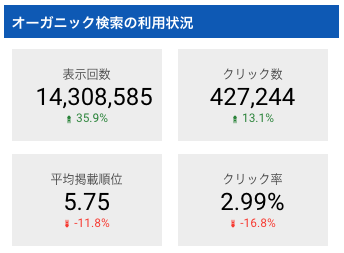 オーガニック検索の利用状況
表示回数
14,308,585
35.9%
クリック数
427,244
13.1%
平均掲載順位
5.75
-11.8%
クリック率
2.99%
-16.8%